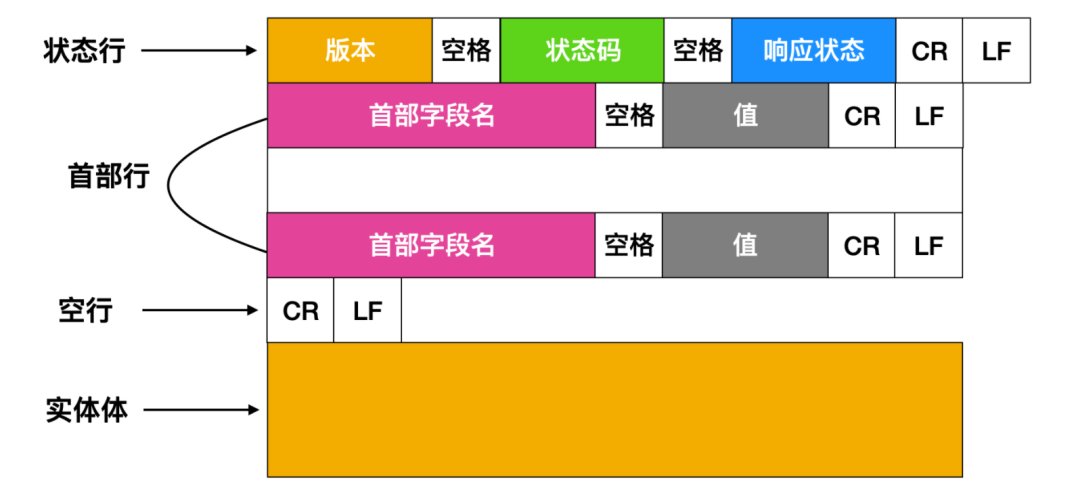 状态行 版本 空格 状态码 空格 响应状态 CR LF
首部字段名 空格 值 CR LF
首部行
首部字段名 空格 值 CR LF
空行 CR LF
实体体